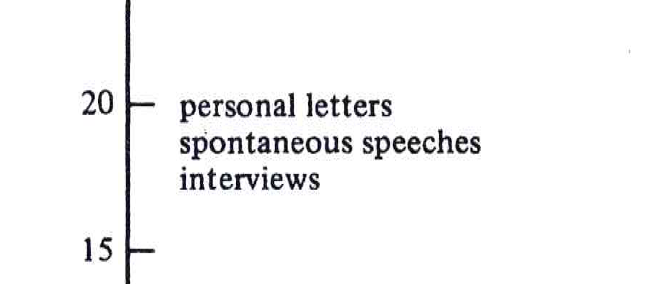 20 personal letters
spontaneous speeches
interviews
15